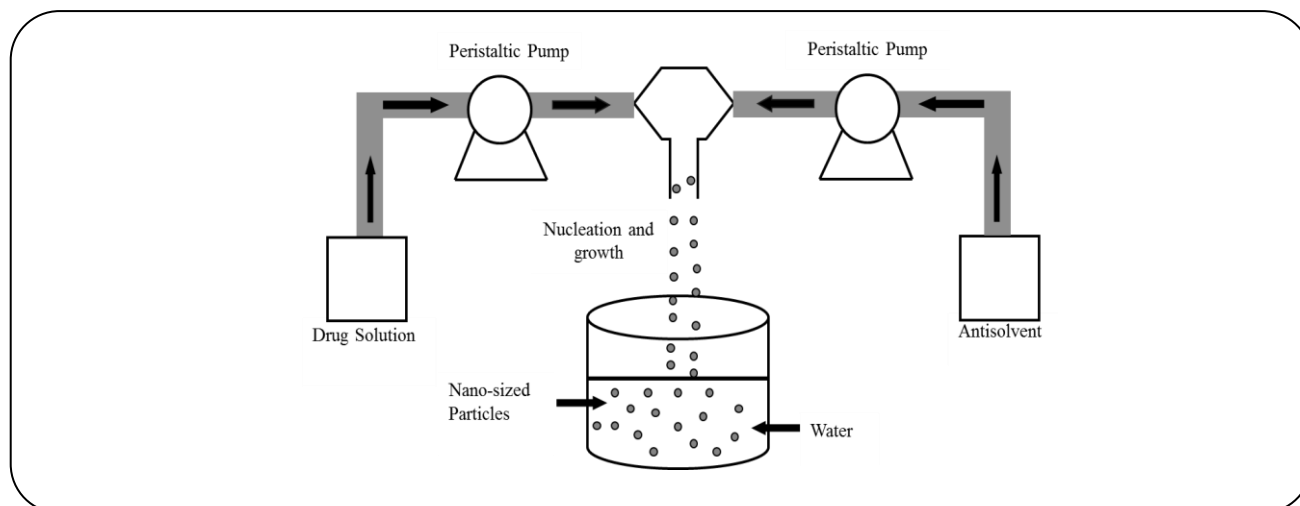 Peristaltic Pump
Peristaltic Pump
Nucleation and
growth
Drug Solution
Antisolvent
Nano-sized
Particles
Water